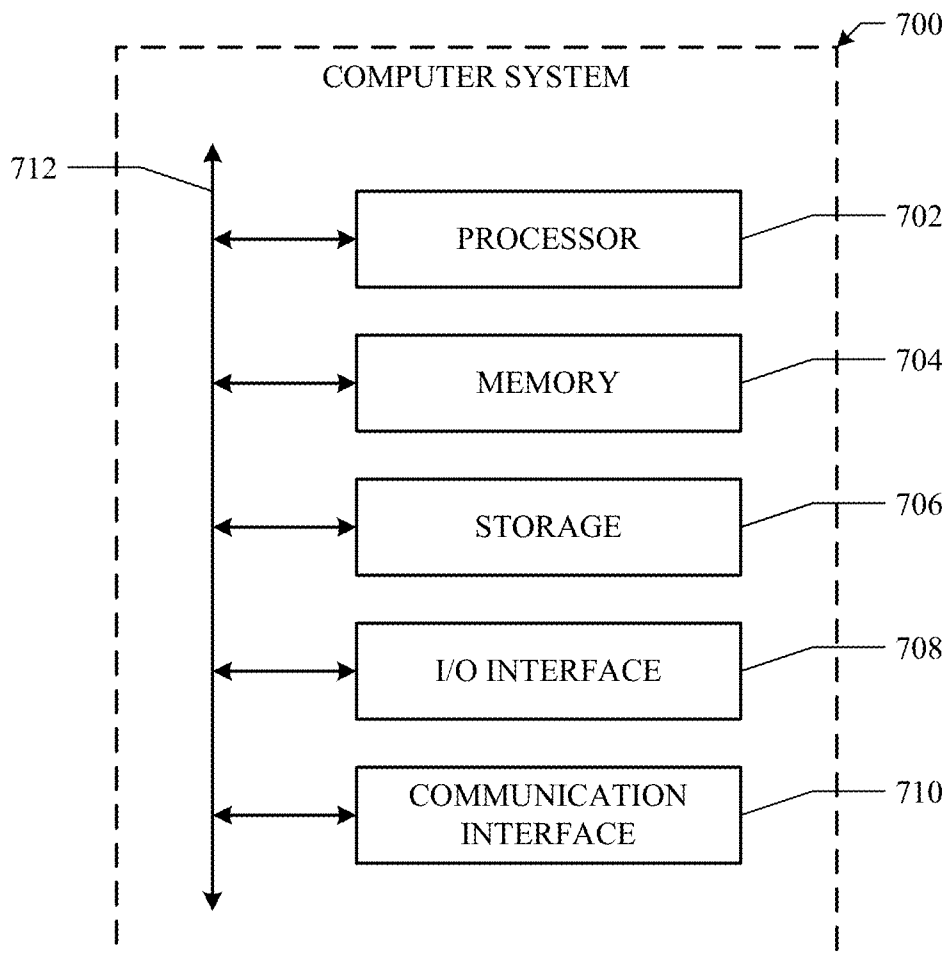 700
COMPUTER SYSTEM
712
702
PROCESSOR
704
MEMORY
706
STORAGE
708
I/O INTERFACE
710
COMMUNICATION
INTERFACE